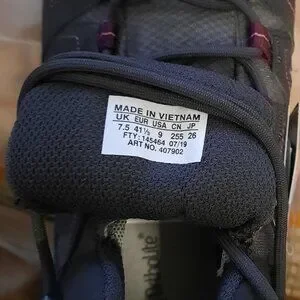 MADE IN VIETNAM
UK EUR USA CN JP
7.5 41⅓ 9 255 26
FTY: 145464 07/19
ART NO. 407902